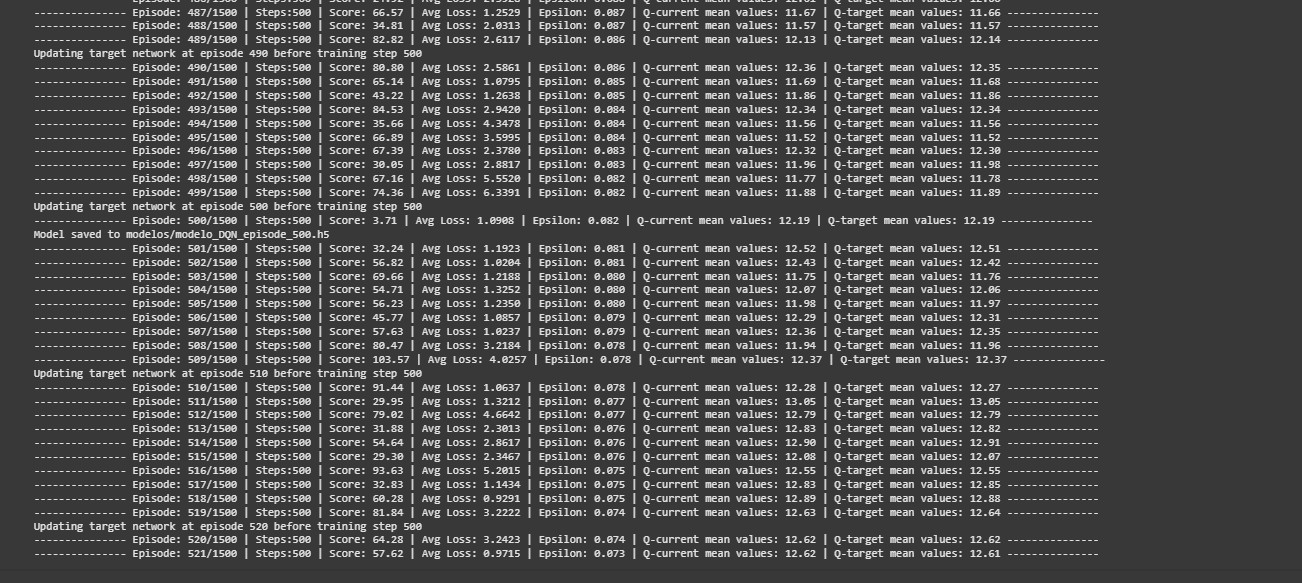 --------------- Episode: 487/1500 | Steps:500 | Score: 66.57 | Avg Loss: 1.2529 | Epsilon: 0.087 | Q-current mean values: 11.67 | Q-target mean values: 11.66 ---------------
--------------- Episode: 488/1500 | Steps:500 | Score: 34.81 | Avg Loss: 2.0313 | Epsilon: 0.087 | Q-current mean values: 11.57 | Q-target mean values: 11.57 ---------------
--------------- Episode: 489/1500 | Steps:500 | Score: 82.82 | Avg Loss: 2.6117 | Epsilon: 0.086 | Q-current mean values: 12.13 | Q-target mean values: 12.14 ---------------
Updating target network at episode 490 before training step 500
--------------- Episode: 490/1500 | Steps:500 | Score: 80.80 | Avg Loss: 2.5861 | Epsilon: 0.086 | Q-current mean values: 12.36 | Q-target mean values: 12.35 ---------------
--------------- Episode: 491/1500 | Steps:500 | Score: 65.14 | Avg Loss: 1.0795 | Epsilon: 0.085 | Q-current mean values: 11.69 | Q-target mean values: 11.68 ---------------
--------------- Episode: 492/1500 | Steps:500 | Score: 43.22 | Avg Loss: 1.2638 | Epsilon: 0.085 | Q-current mean values: 11.86 | Q-target mean values: 11.86 ---------------
--------------- Episode: 493/1500 | Steps:500 | Score: 84.53 | Avg Loss: 2.9420 | Epsilon: 0.084 | Q-current mean values: 12.34 | Q-target mean values: 12.34 ---------------
--------------- Episode: 494/1500 | Steps:500 | Score: 35.66 | Avg Loss: 4.3478 | Epsilon: 0.084 | Q-current mean values: 11.56 | Q-target mean values: 11.56 ---------------
--------------- Episode: 495/1500 | Steps:500 | Score: 66.89 | Avg Loss: 3.5995 | Epsilon: 0.084 | Q-current mean values: 11.52 | Q-target mean values: 11.52 ---------------
--------------- Episode: 496/1500 | Steps:500 | Score: 67.39 | Avg Loss: 2.3780 | Epsilon: 0.083 | Q-current mean values: 12.32 | Q-target mean values: 12.30 ---------------
--------------- Episode: 497/1500 | Steps:500 | Score: 30.05 | Avg Loss: 2.8817 | Epsilon: 0.083 | Q-current mean values: 11.96 | Q-target mean values: 11.98 ---------------
--------------- Episode: 498/1500 | Steps:500 | Score: 67.16 | Avg Loss: 5.5520 | Epsilon: 0.082 | Q-current mean values: 11.77 | Q-target mean values: 11.78 ---------------
--------------- Episode: 499/1500 | Steps:500 | Score: 74.36 | Avg Loss: 6.3391 | Epsilon: 0.082 | Q-current mean values: 11.88 | Q-target mean values: 11.89 ---------------
Updating target network at episode 500 before training step 500
--------------- Episode: 500/1500 | Steps:500 | Score: 3.71 | Avg Loss: 1.0908 | Epsilon: 0.082 | Q-current mean values: 12.19 | Q-target mean values: 12.19 ---------------
Model saved to modelos/modelo_DQN_episode_500.h5
--------------- Episode: 501/1500 | Steps:500 | Score: 32.24 | Avg Loss: 1.1923 | Epsilon: 0.081 | Q-current mean values: 12.52 | Q-target mean values: 12.51 ---------------
--------------- Episode: 502/1500 | Steps:500 | Score: 56.82 | Avg Loss: 1.0204 | Epsilon: 0.081 | Q-current mean values: 12.43 | Q-target mean values: 12.42 ---------------
--------------- Episode: 503/1500 | Steps:500 | Score: 69.66 | Avg Loss: 1.2188 | Epsilon: 0.080 | Q-current mean values: 11.75 | Q-target mean values: 11.76 ---------------
--------------- Episode: 504/1500 | Steps:500 | Score: 54.71 | Avg Loss: 1.3252 | Epsilon: 0.080 | Q-current mean values: 12.07 | Q-target mean values: 12.06 ---------------
--------------- Episode: 505/1500 | Steps:500 | Score: 56.23 | Avg Loss: 1.2350 | Epsilon: 0.080 | Q-current mean values: 11.98 | Q-target mean values: 11.97 ---------------
--------------- Episode: 506/1500 | Steps:500 | Score: 45.77 | Avg Loss: 1.0857 | Epsilon: 0.079 | Q-current mean values: 12.29 | Q-target mean values: 12.31 ---------------
--------------- Episode: 507/1500 | Steps:500 | Score: 57.63 | Avg Loss: 1.0237 | Epsilon: 0.079 | Q-current mean values: 12.36 | Q-target mean values: 12.35 ---------------
--------------- Episode: 508/1500 | Steps:500 | Score: 80.47 | Avg Loss: 3.2184 | Epsilon: 0.078 | Q-current mean values: 11.94 | Q-target mean values: 11.96 ---------------
--------------- Episode: 509/1500 | Steps:500 | Score: 103.57 | Avg Loss: 4.0257 | Epsilon: 0.078 | Q-current mean values: 12.37 | Q-target mean values: 12.37 ---------------
Updating target network at episode 510 before training step 500
--------------- Episode: 510/1500 | Steps:500 | Score: 91.44 | Avg Loss: 1.0637 | Epsilon: 0.078 | Q-current mean values: 12.28 | Q-target mean values: 12.27 ---------------
--------------- Episode: 511/1500 | Steps:500 | Score: 29.95 | Avg Loss: 1.3212 | Epsilon: 0.077 | Q-current mean values: 13.05 | Q-target mean values: 13.05 ---------------
--------------- Episode: 512/1500 | Steps:500 | Score: 79.02 | Avg Loss: 4.6642 | Epsilon: 0.077 | Q-current mean values: 12.79 | Q-target mean values: 12.79 ---------------
--------------- Episode: 513/1500 | Steps:500 | Score: 31.88 | Avg Loss: 2.3013 | Epsilon: 0.076 | Q-current mean values: 12.83 | Q-target mean values: 12.82 ---------------
--------------- Episode: 514/1500 | Steps:500 | Score: 54.64 | Avg Loss: 2.8617 | Epsilon: 0.076 | Q-current mean values: 12.90 | Q-target mean values: 12.91 ---------------
--------------- Episode: 515/1500 | Steps:500 | Score: 29.30 | Avg Loss: 2.3467 | Epsilon: 0.076 | Q-current mean values: 12.08 | Q-target mean values: 12.07 ---------------
--------------- Episode: 516/1500 | Steps:500 | Score: 93.63 | Avg Loss: 5.2015 | Epsilon: 0.075 | Q-current mean values: 12.55 | Q-target mean values: 12.55 ---------------
--------------- Episode: 517/1500 | Steps:500 | Score: 32.83 | Avg Loss: 1.1434 | Epsilon: 0.075 | Q-current mean values: 12.83 | Q-target mean values: 12.85 ---------------
--------------- Episode: 518/1500 | Steps:500 | Score: 60.28 | Avg Loss: 0.9291 | Epsilon: 0.075 | Q-current mean values: 12.89 | Q-target mean values: 12.88 ---------------
--------------- Episode: 519/1500 | Steps:500 | Score: 81.84 | Avg Loss: 3.2222 | Epsilon: 0.074 | Q-current mean values: 12.63 | Q-target mean values: 12.64 ---------------
Updating target network at episode 520 before training step 500
--------------- Episode: 520/1500 | Steps:500 | Score: 64.28 | Avg Loss: 3.2423 | Epsilon: 0.074 | Q-current mean values: 12.62 | Q-target mean values: 12.62 ---------------
--------------- Episode: 521/1500 | Steps:500 | Score: 57.62 | Avg Loss: 0.9715 | Epsilon: 0.073 | Q-current mean values: 12.62 | Q-target mean values: 12.61 ---------------